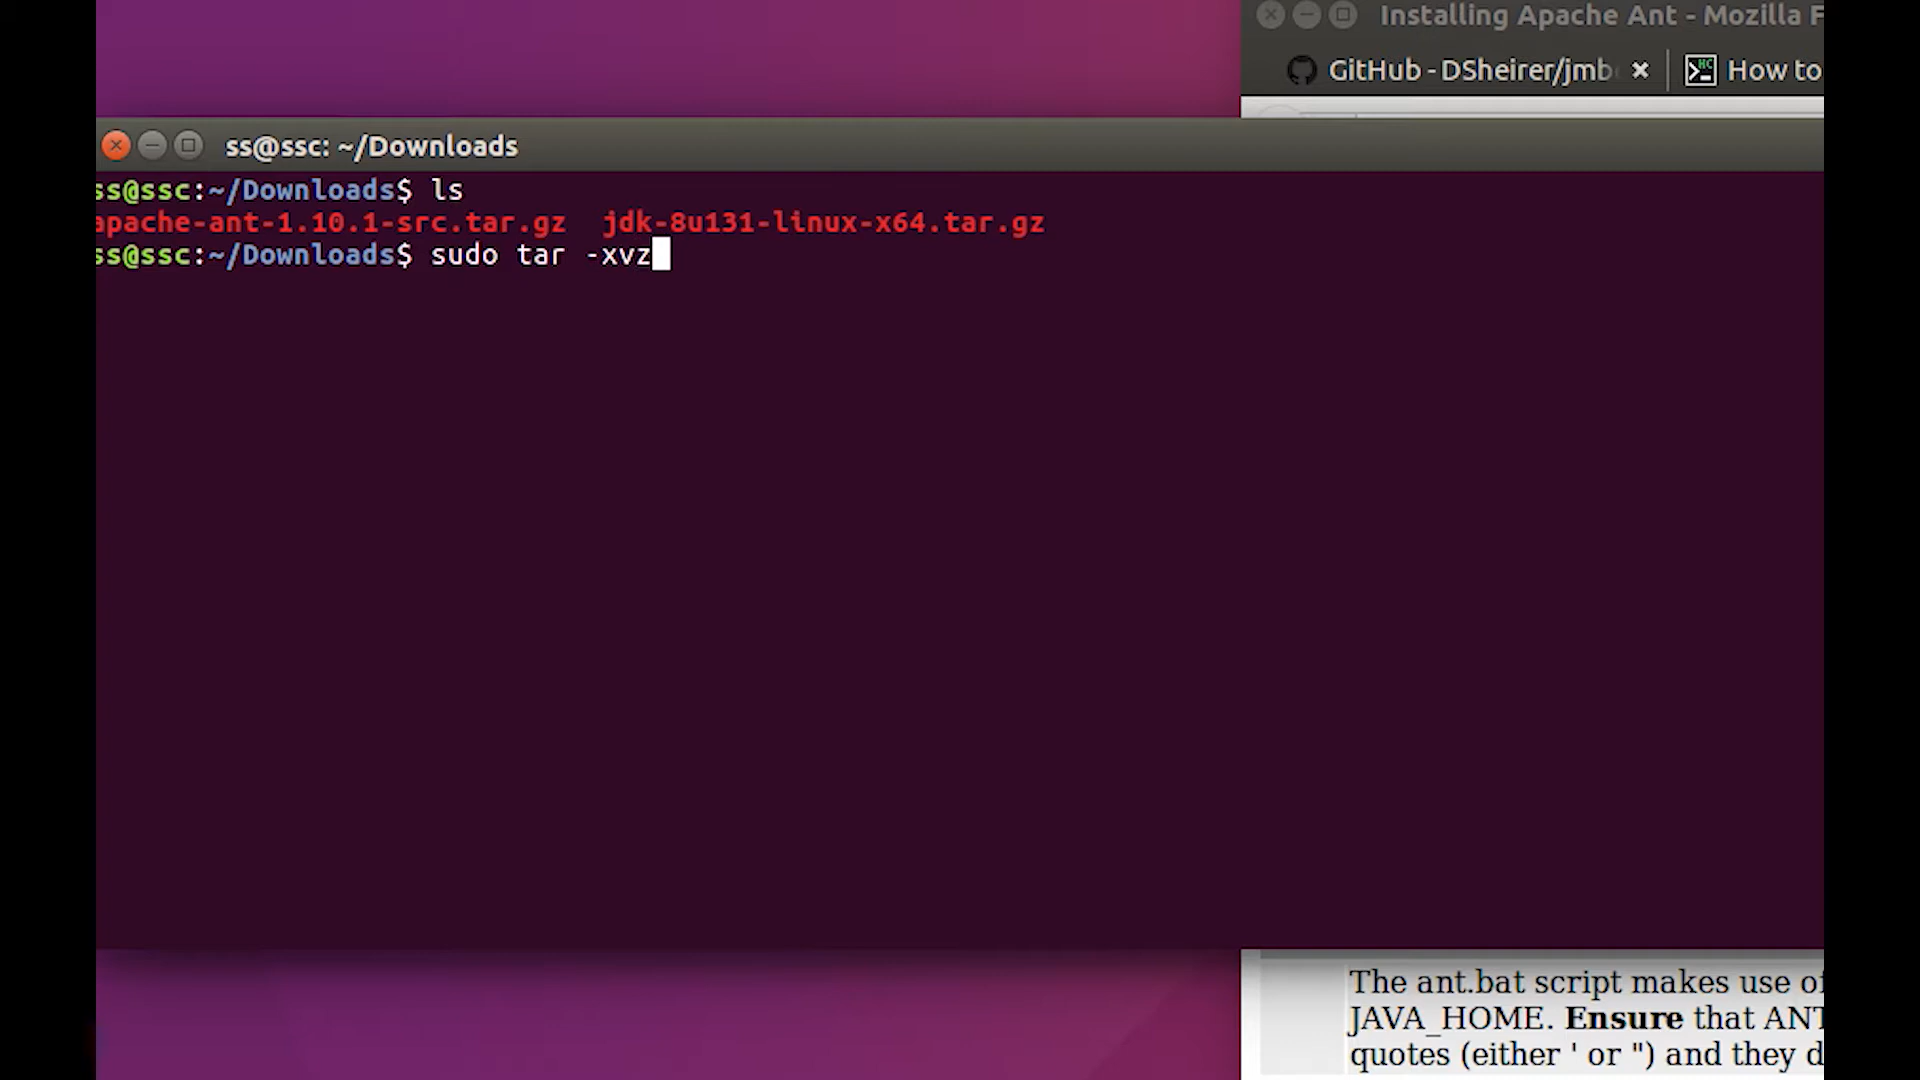 Installing Apache Ant - Mozilla F
GitHub - DSheirer/jmb
How to
ss@ssc: ~/Downloads
ss@ssc:~/Downloads$ ls
apache-ant-1.10.1-src.tar.gz jdk-8u131-linux-x64.tar.gz
ss@ssc:~/Downloads$ sudo tar -xvz
The ant.bat script makes use of
JAVA_HOME. Ensure that ANT
quotes (either ' or ") and they d